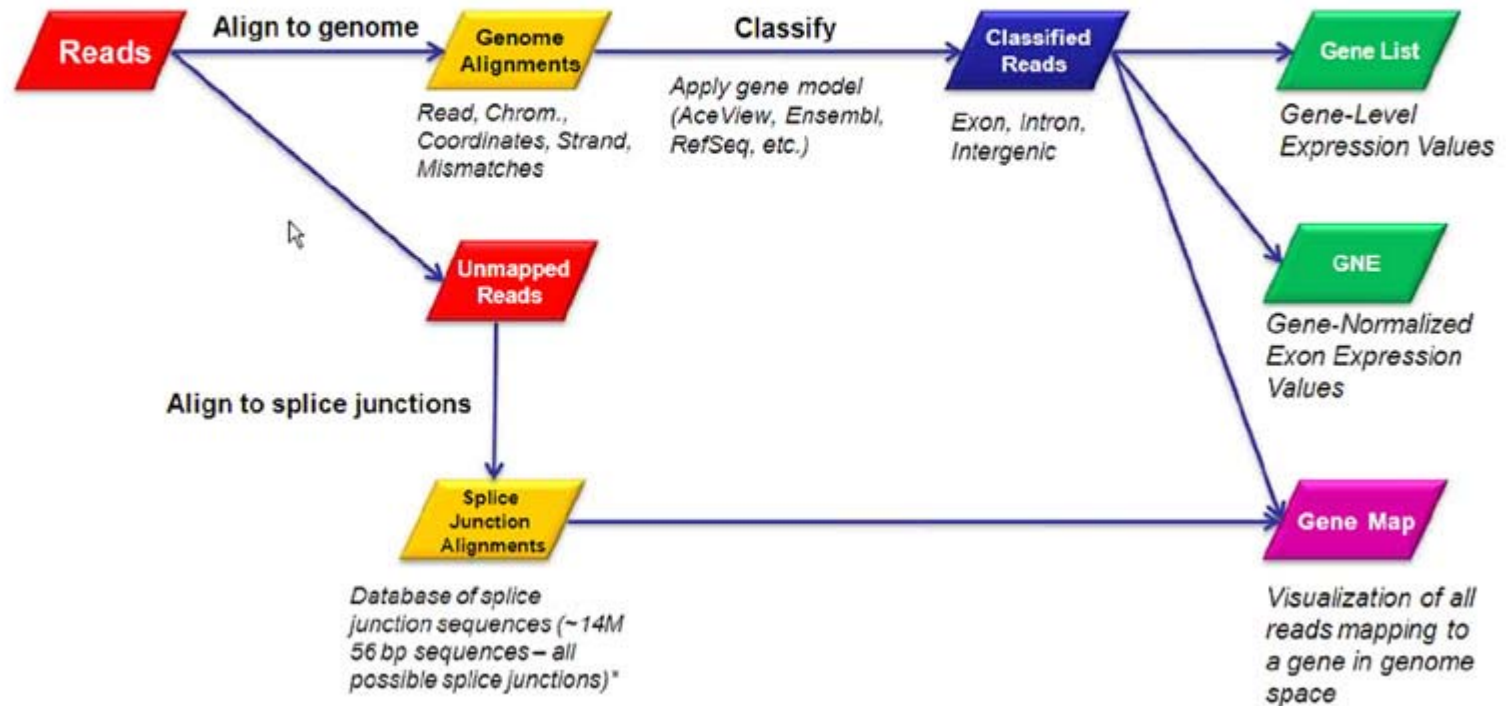 Reads
Align to genome
Genome
Alignments
Read, Chrom.,
Coordinates, Strand,
Mismatches
Classify
Apply gene model
(AceView, Ensembl,
RefSeq, etc.)
Classified
Reads
Exon, Intron,
Intergenic
Gene List
Gene-Level
Expression Values
Unmapped
Reads
GNE
Gene-Normalized
Exon Expression
Values
Align to splice junctions
Splice
Junction
Alignments
Database of splice
junction sequences (~14M
56 bp sequences – all
possible splice junctions)*
Gene Map
Visualization of all
reads mapping to
a gene in genome
space